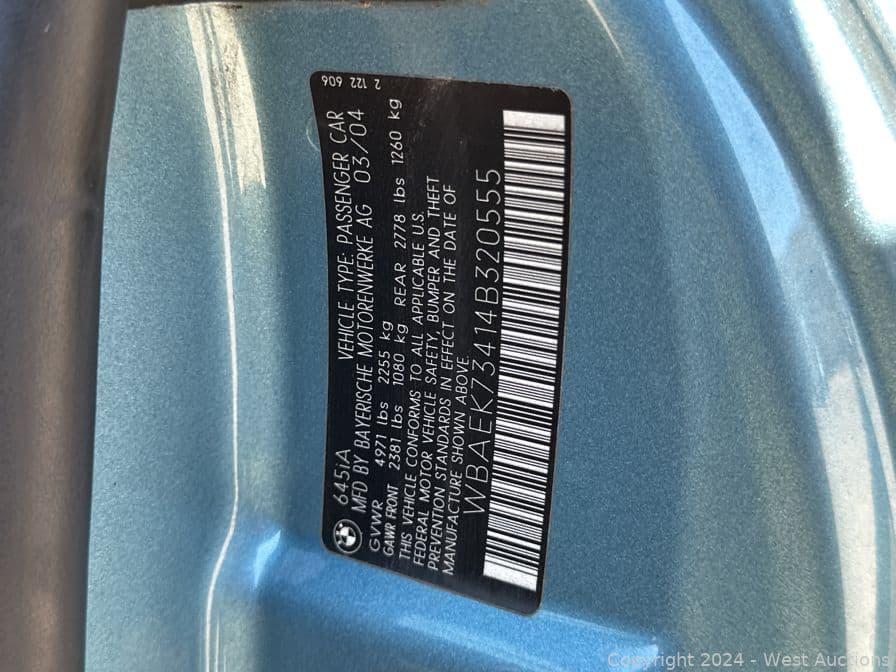 2 122 606
645iA VEHICLE TYPE: PASSENGER CAR
MFD BY BAYERISCHE MOTORENWERKE AG 03/04
GVWR 4971 lbs 2255 kg
GAWR FRONT 2381 lbs 1080 kg REAR 2778 lbs 1260 kg
THIS VEHICLE CONFORMS TO ALL APPLICABLE U.S.
FEDERAL MOTOR VEHICLE SAFETY, BUMPER AND THEFT
PREVENTION STANDARDS IN EFFECT ON THE DATE OF
MANUFACTURE SHOWN ABOVE.
WBAEK73414B320555
Copyright 2024 - West Auctions